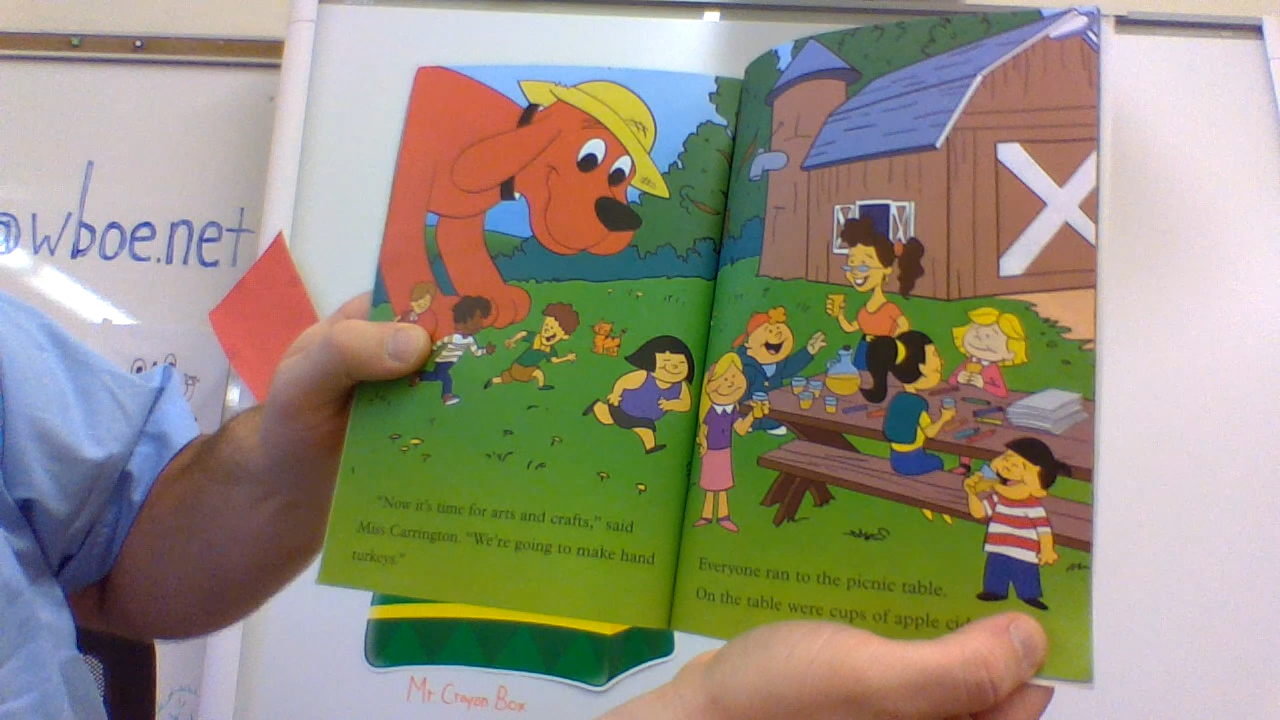 @wboe.net
"Now it's time for arts and crafts," said
Miss Carrington. "We're going to make hand
turkeys."
Everyone ran to the picnic table.
On the table were cups of apple
Mr. Crayon Box